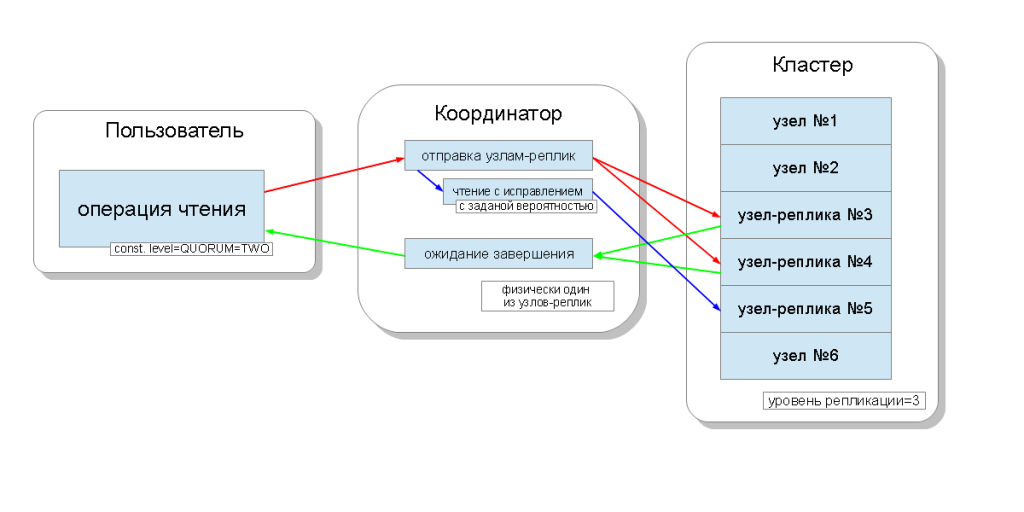 Пользователь
операция чтения
const. level=QUORUM=TWO
Координатор
отправка узлам-реплик
чтение с исправлением
с заданой вероятностью
ожидание завершения
физически один
из узлов-реплик
Кластер
узел №1
узел №2
узел-реплика №3
узел-реплика №4
узел-реплика №5
узел №6
уровень репликации=3